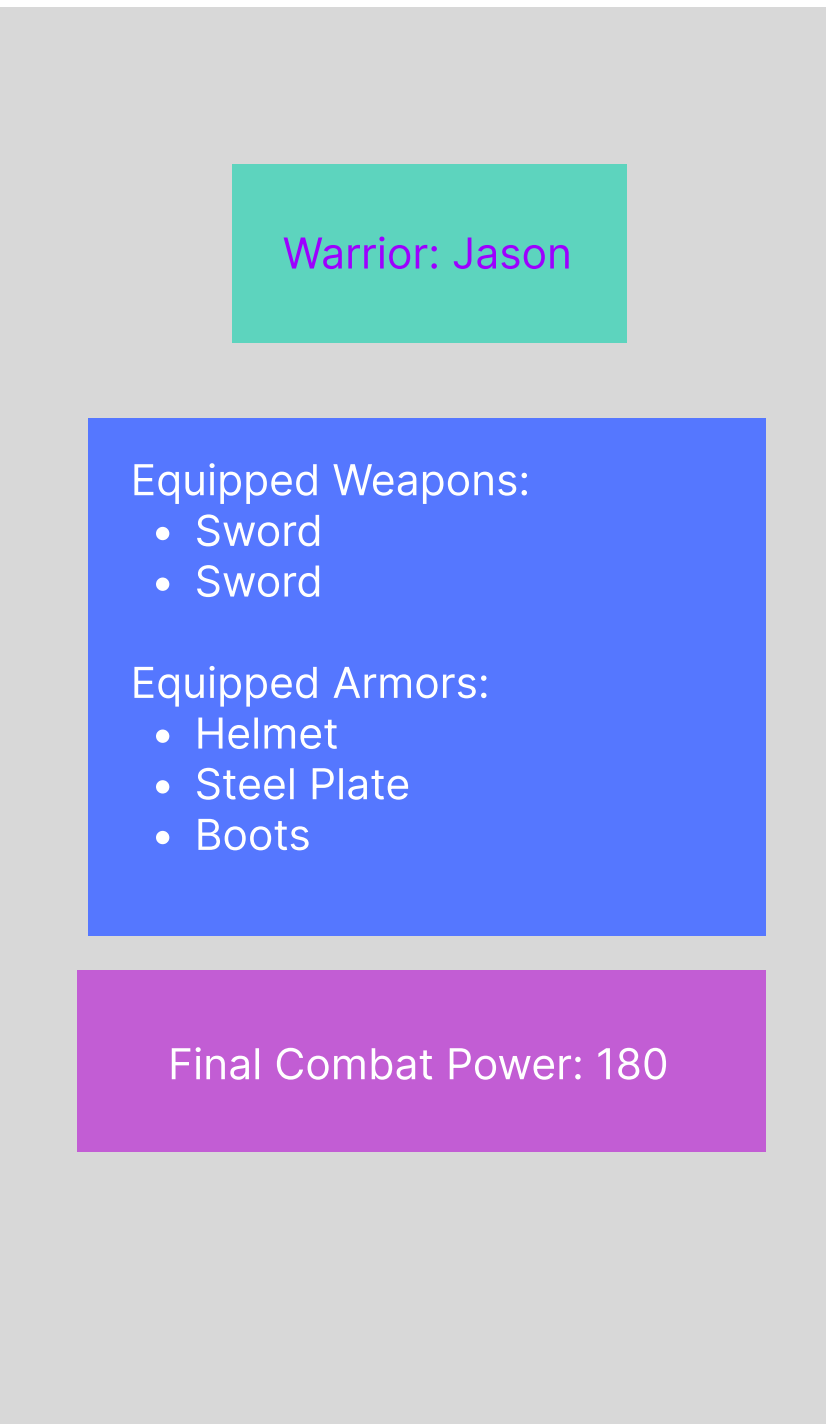 Warrior: Jason
Equipped Weapons:
• Sword
• Sword
Equipped Armors:
• Helmet
• Steel Plate
• Boots
Final Combat Power: 180